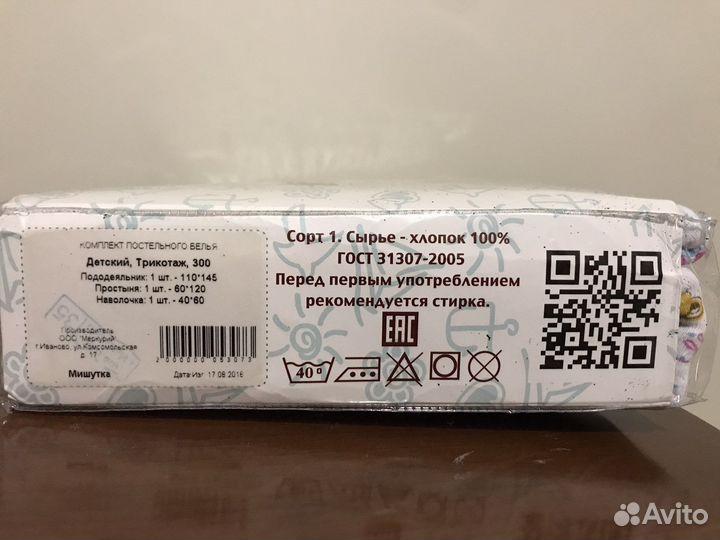 КОМПЛЕКТ ПОСТЕЛЬНОГО БЕЛЬЯ
Детский, Трикотаж, 300
Пододеяльник: 1 шт. - 110*145
Простыня: 1 шт. - 60*120
Наволочка: 1 шт. - 40*60
Производитель
ООО "Меркурий"
г.Иваново, ул.Комсомольская
д. 17
Мишутка
2000000053073
Дата Изг. 17.08.2016
Сорт 1. Сырье - хлопок 100%
ГОСТ 31307-2005
Перед первым употреблением
рекомендуется стирка.
EAC
40°
Avito